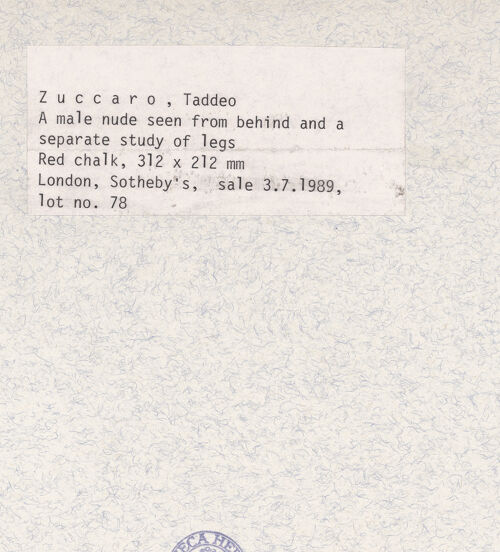 Z u c c a r o , Taddeo
A male nude seen from behind and a
separate study of legs
Red chalk, 312 x 212 mm
London, Sotheby's, sale 3.7.1989,
lot no. 78